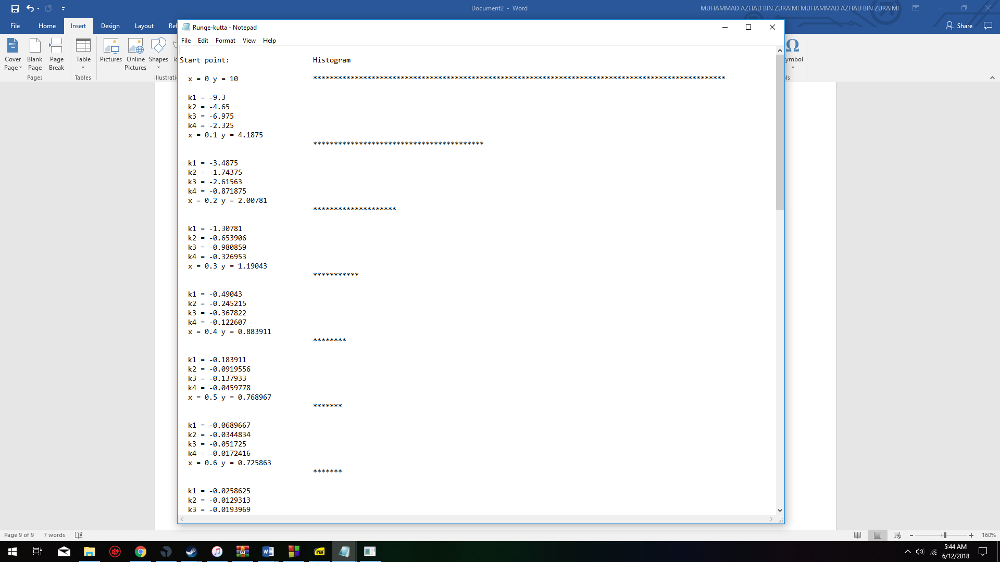 Document2 - Word
MUHAMMAD AZHAD BIN ZURAIMI MUHAMMAD AZHAD BIN ZURAIMI
File Home Insert Design Layout Ref
Share
Cover Page
Blank Page
Page Break
Pages
Table
Tables
Pictures
Online Pictures
Shapes
Illustrati
ymbol
ls
Runge-kutta - Notepad
File Edit Format View Help
Start point: Histogram
x = 0 y = 10 ***************************************************************************************************
k1 = -9.3
k2 = -4.65
k3 = -6.975
k4 = -2.325
x = 0.1 y = 4.1875
*****************************************
k1 = -3.4875
k2 = -1.74375
k3 = -2.61563
k4 = -0.871875
x = 0.2 y = 2.00781
********************
k1 = -1.30781
k2 = -0.653906
k3 = -0.980859
k4 = -0.326953
x = 0.3 y = 1.19043
***********
k1 = -0.49043
k2 = -0.245215
k3 = -0.367822
k4 = -0.122607
x = 0.4 y = 0.883911
********
k1 = -0.183911
k2 = -0.0919556
k3 = -0.137933
k4 = -0.0459778
x = 0.5 y = 0.768967
*******
k1 = -0.0689667
k2 = -0.0344834
k3 = -0.051725
k4 = -0.0172416
x = 0.6 y = 0.725863
*******
k1 = -0.0258625
k2 = -0.0129313
k3 = -0.0193969
Page 9 of 9 7 words
160%
PDF
5:44 AM
6/12/2018